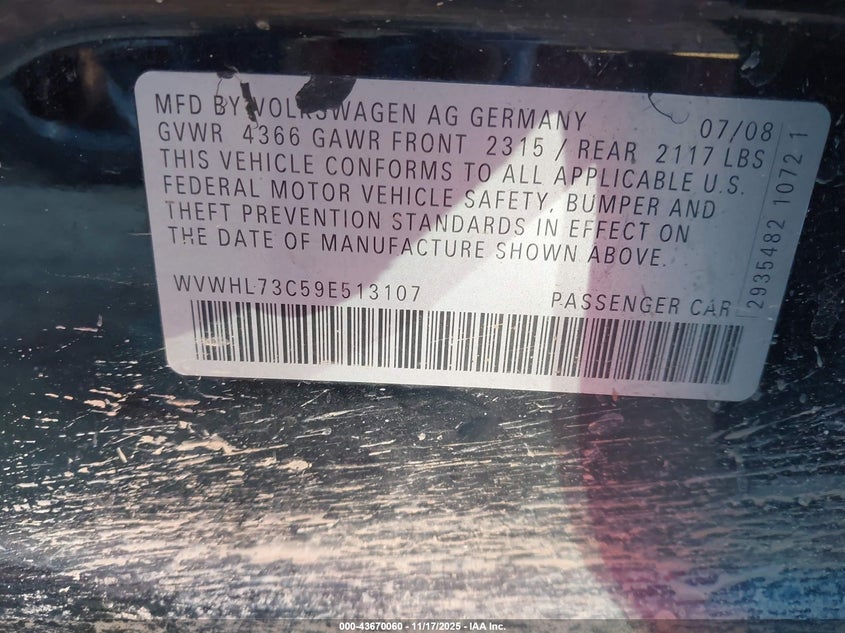 MFD BY VOLKSWAGEN AG GERMANY 07/08
GVWR 4366 GAWR FRONT 2315 / REAR 2117 LBS
THIS VEHICLE CONFORMS TO ALL APPLICABLE U.S.
FEDERAL MOTOR VEHICLE SAFETY, BUMPER AND
THEFT PREVENTION STANDARDS IN EFFECT ON
THE DATE OF MANUFACTURE SHOWN ABOVE.
WVWHL73C59E513107 PASSENGER CAR
2935482 1072 1
000-43670060 - 11/17/2025 - IAA Inc.